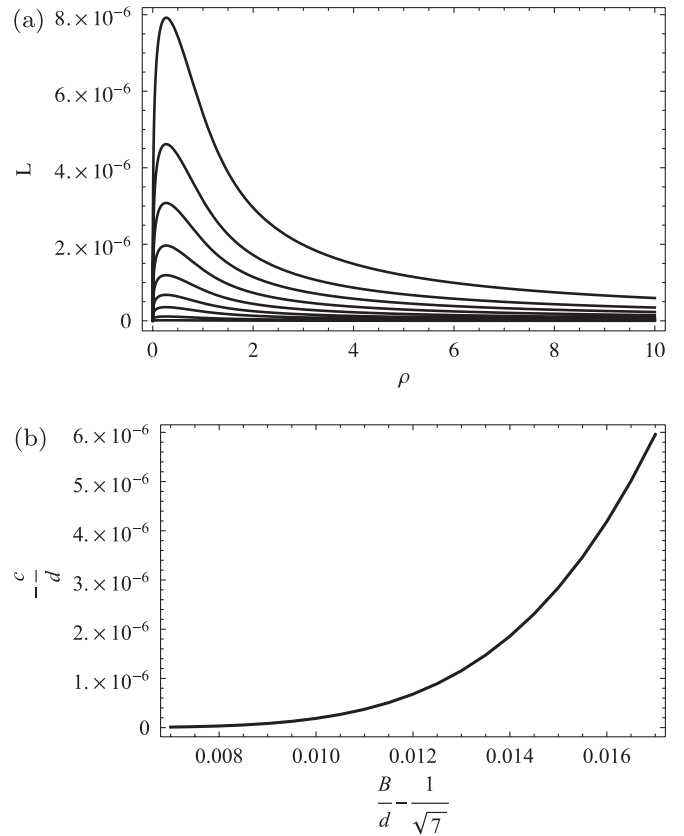 (a)
8.×10⁻⁶
6.×10⁻⁶
4.×10⁻⁶
2.×10⁻⁶
0
L
0 2 4 6 8 10
ρ
(b)
6.×10⁻⁶
5.×10⁻⁶
4.×10⁻⁶
3.×10⁻⁶
2.×10⁻⁶
1.×10⁻⁶
0
−c/d
0.008 0.010 0.012 0.014 0.016
B/d − 1/√7